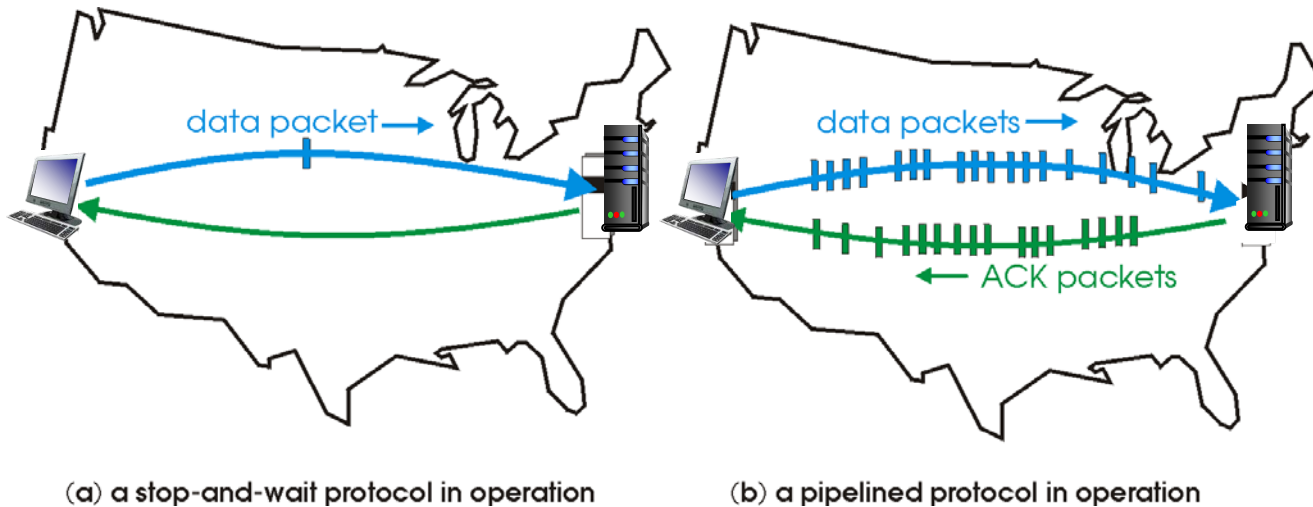 data packet
data packets
ACK packets
(a) a stop-and-wait protocol in operation
(b) a pipelined protocol in operation